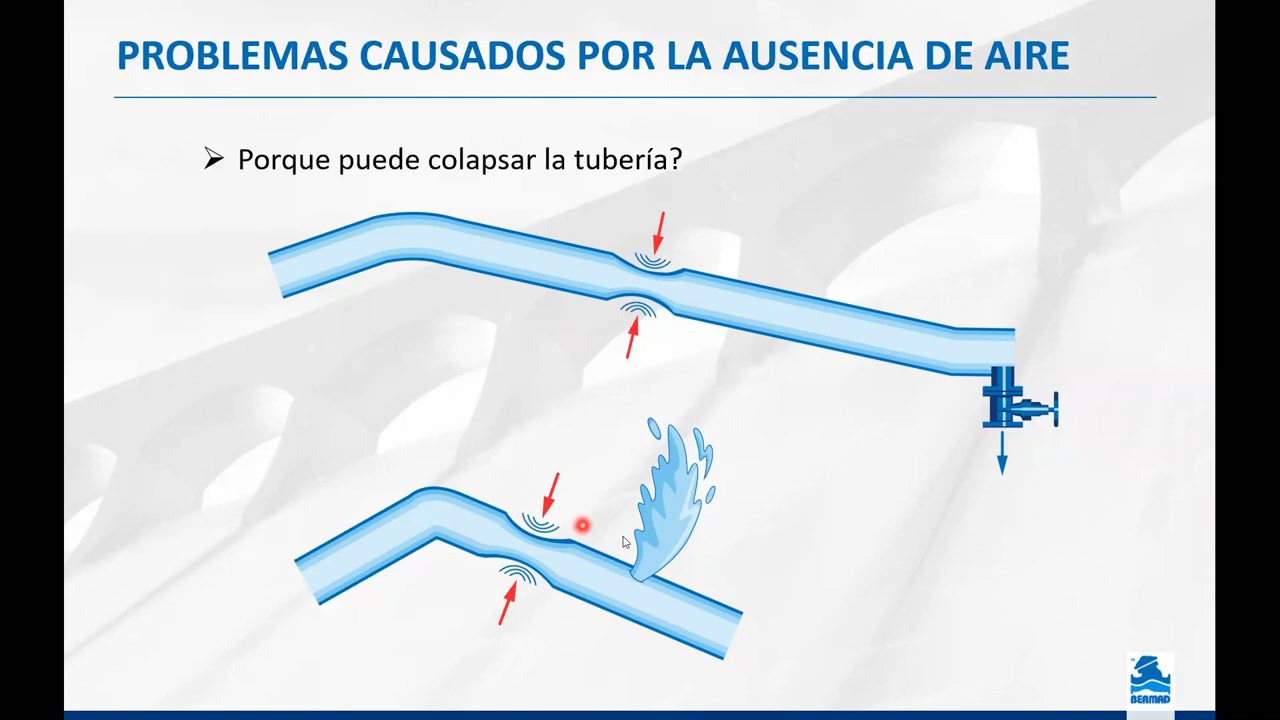 PROBLEMAS CAUSADOS POR LA AUSENCIA DE AIRE
Porque puede colapsar la tubería?
BERMAD